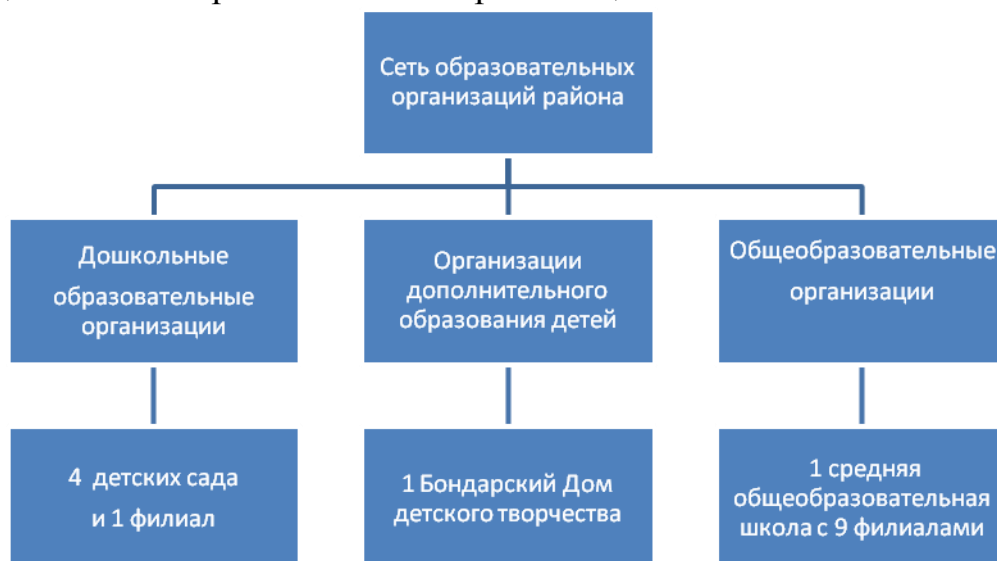 Сеть образовательных
организаций района
Дошкольные
образовательные
организации
Организации
дополнительного
образования детей
Общеобразовательные
организации
4 детских сада
и 1 филиал
1 Бондарский Дом
детского творчества
1 средняя
общеобразовательная
школа с 9 филиалами